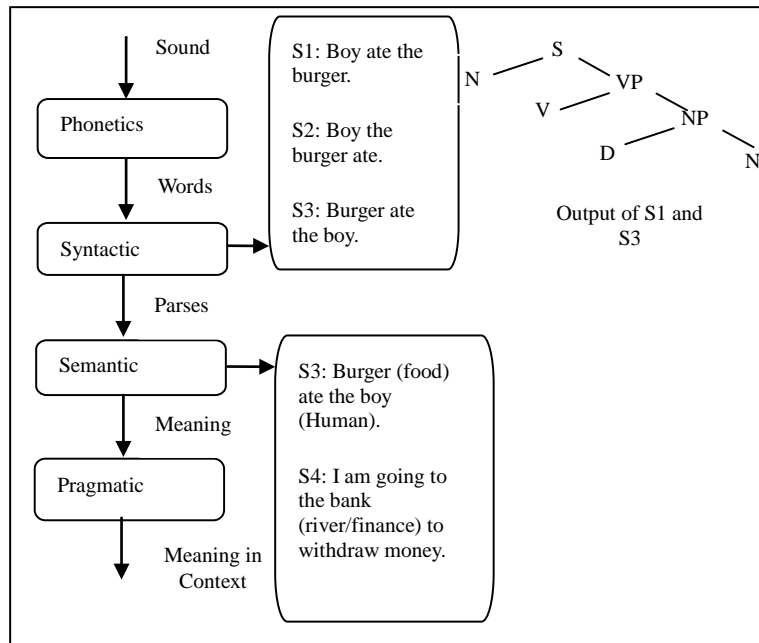 Sound
Phonetics
Words
Syntactic
Parses
Semantic
Meaning
Pragmatic
Meaning in
Context
S1: Boy ate the
burger.
S2: Boy the
burger ate.
S3: Burger ate
the boy.
S3: Burger (food)
ate the boy
(Human).
S4: I am going to
the bank
(river/finance) to
withdraw money.
S
N
VP
V
NP
D
N
Output of S1 and
S3